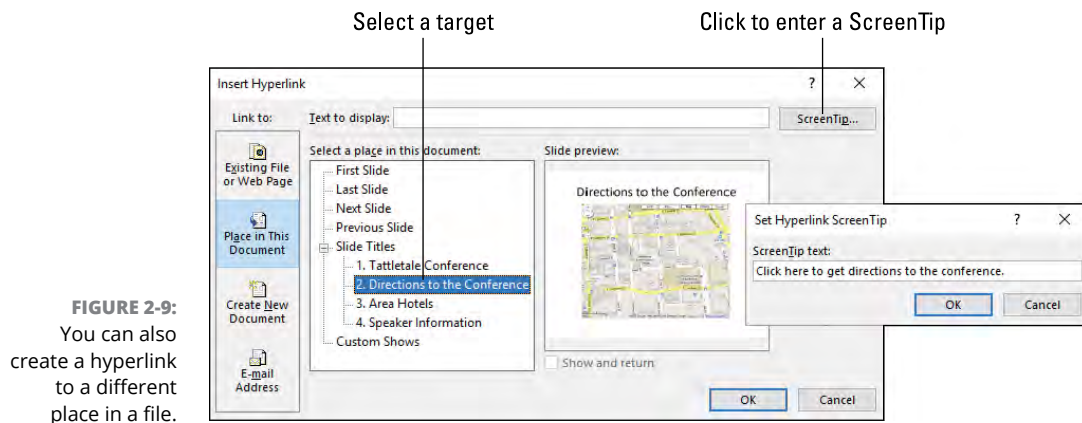 Select a target
Click to enter a ScreenTip
Insert Hyperlink
?
Link to:
Text to display:
ScreenTip...
Existing File
or Web Page
Place in This
Document
Create New
Document
E-mail
Address
Select a place in this document:
First Slide
Last Slide
Next Slide
Previous Slide
Slide Titles
1. Tattletale Conference
2. Directions to the Conference
3. Area Hotels
4. Speaker Information
Custom Shows
Slide preview:
Directions to the Conference
Show and return
OK
Cancel
Set Hyperlink ScreenTip
?
ScreenTip text:
Click here to get directions to the conference.
OK
Cancel
FIGURE 2-9:
You can also
create a hyperlink
to a different
place in a file.